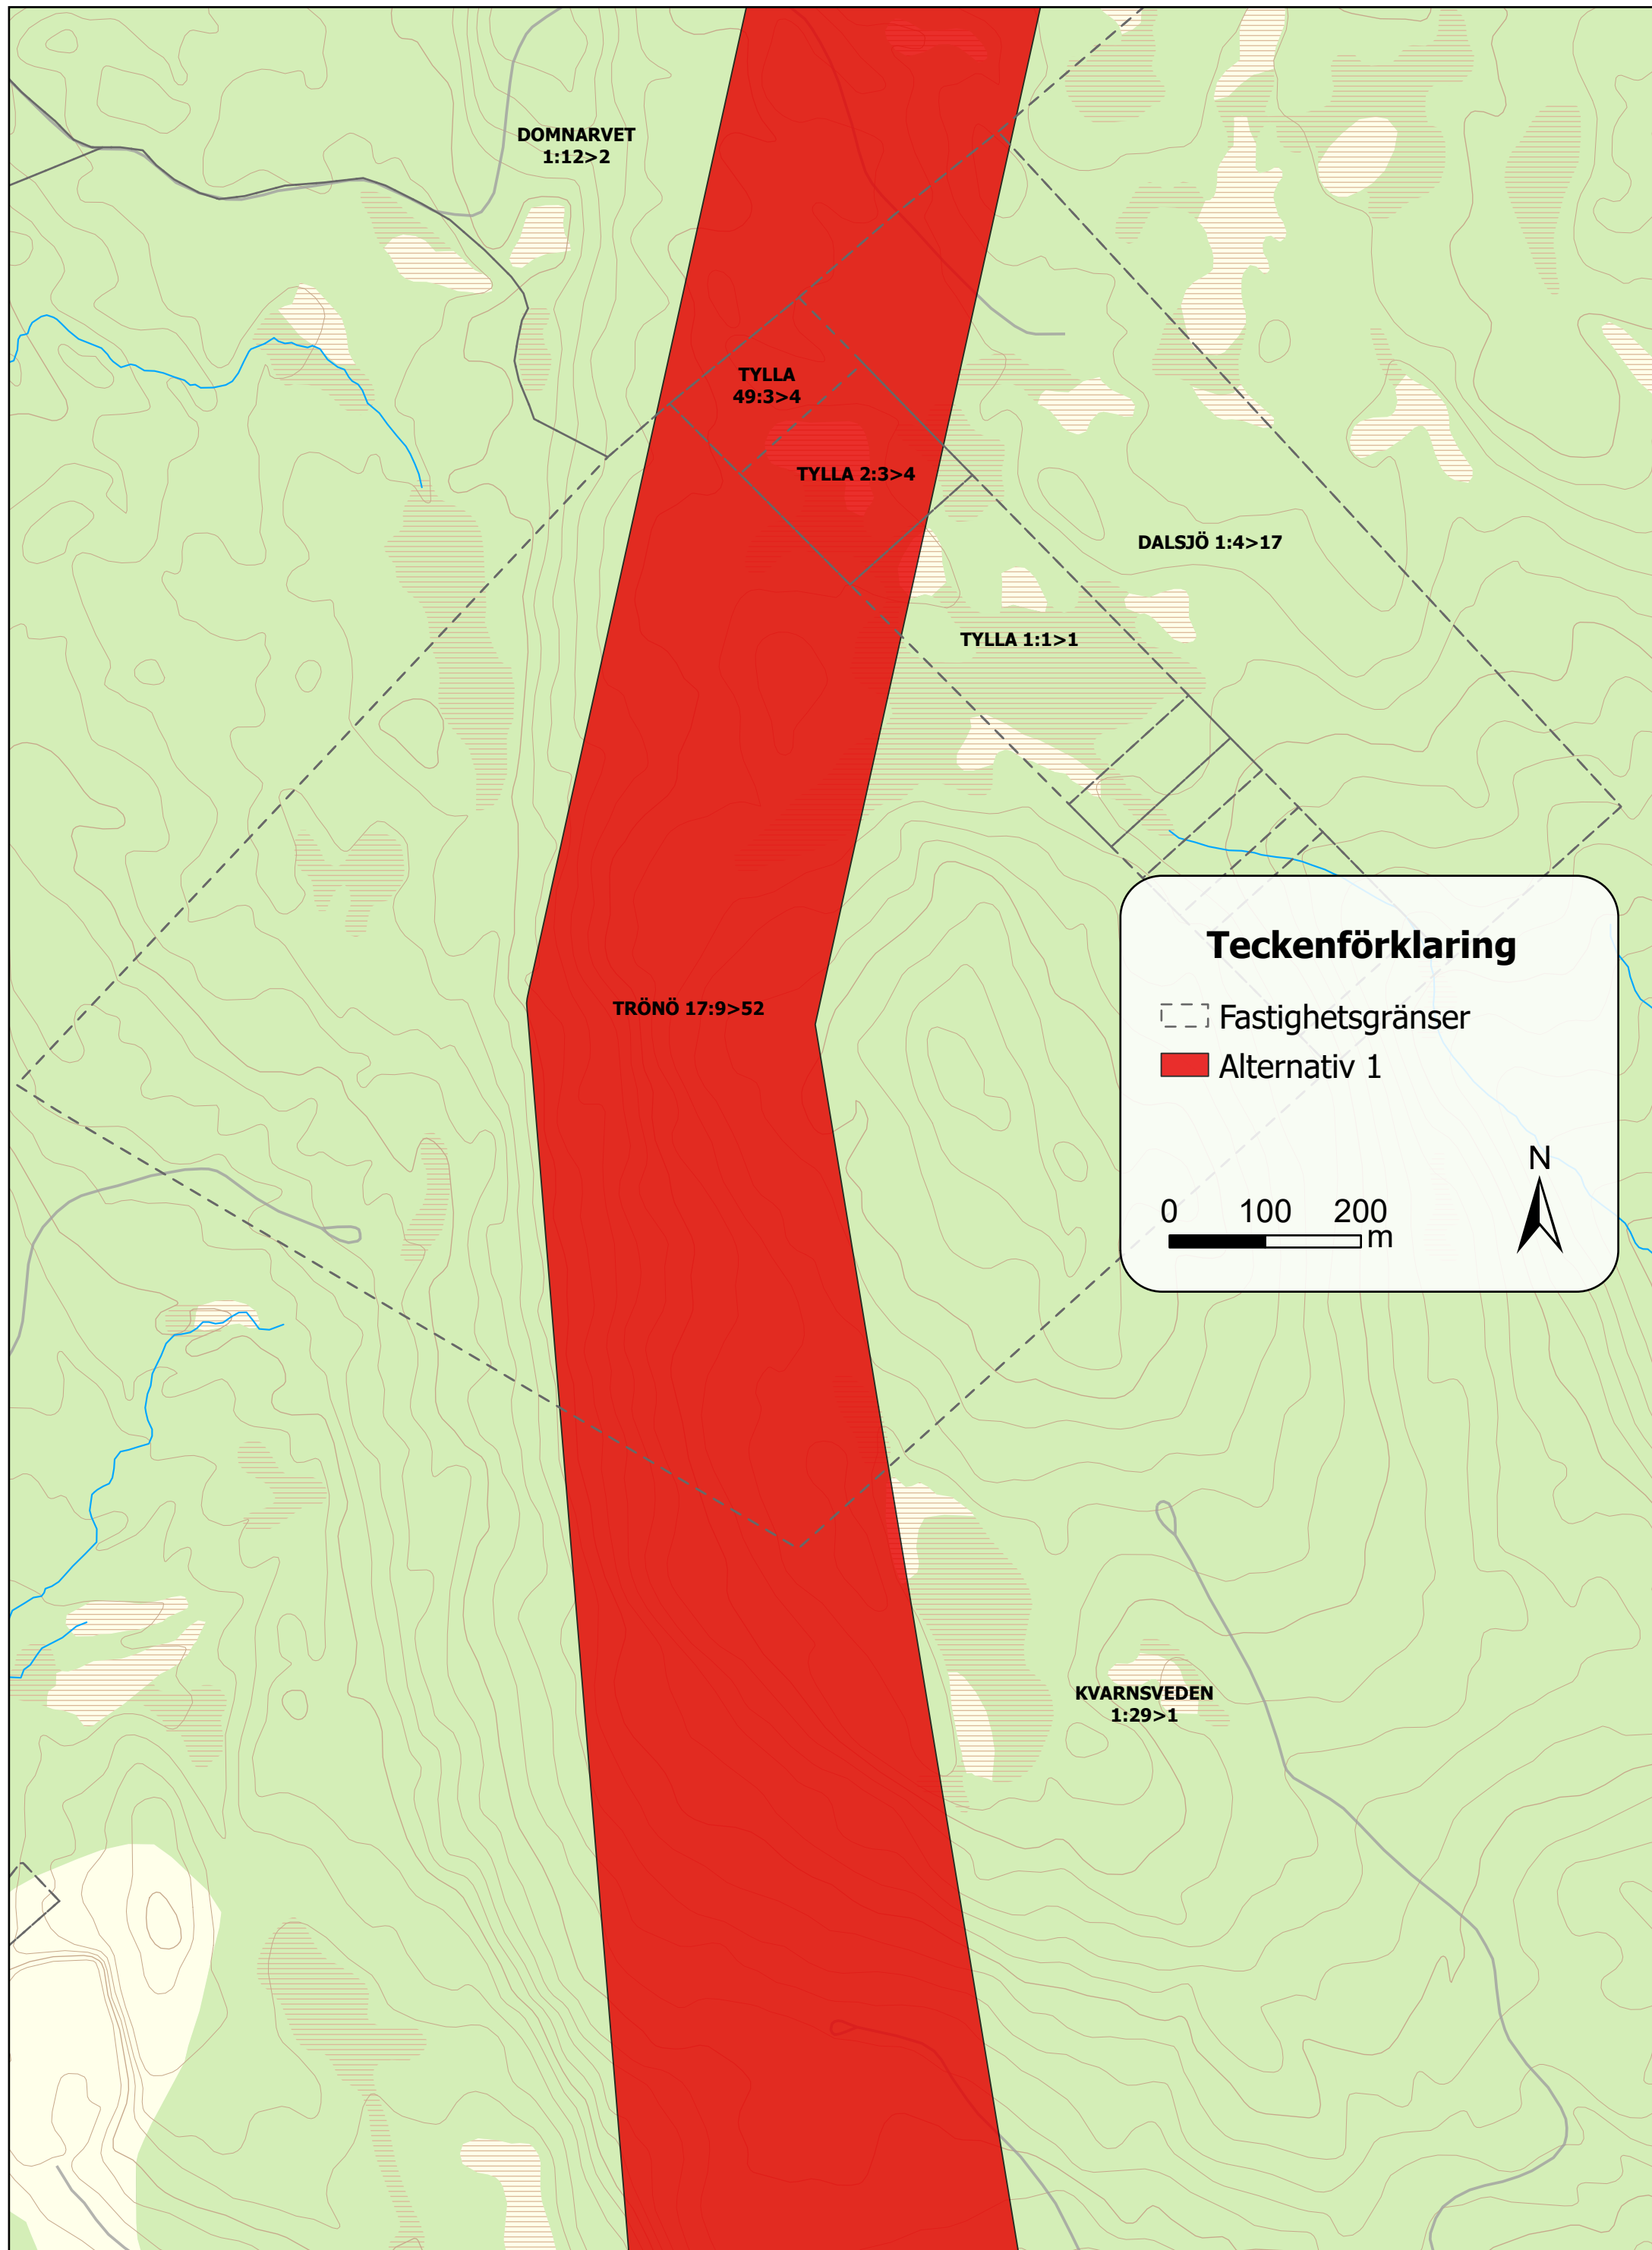 DOMNARVET
1:12>2
TYLLA
49:3>4
TYLLA 2:3>4
DALSJÖ 1:4>17
TYLLA 1:1>1
TRÖNÖ 17:9>52
Teckenförklaring
Fastighetsgränser
Alternativ 1
N
0 100 200
m
KVARNSVEDEN
1:29>1